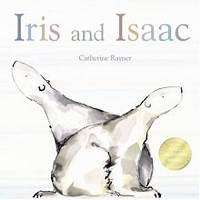 Iris and Isaac
Catherine Rayner